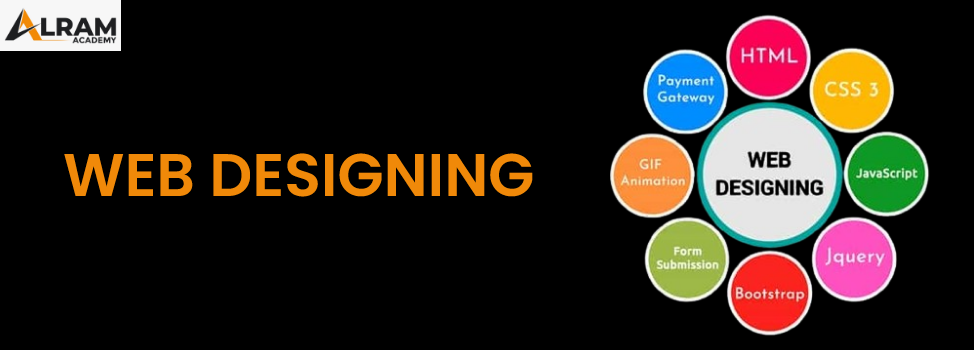 ALRAM
ACADEMY
WEB DESIGNING
HTML
Payment
Gateway
CSS 3
GIF
Animation
WEB
DESIGNING
JavaScript
Form
Submission
Jquery
Bootstrap